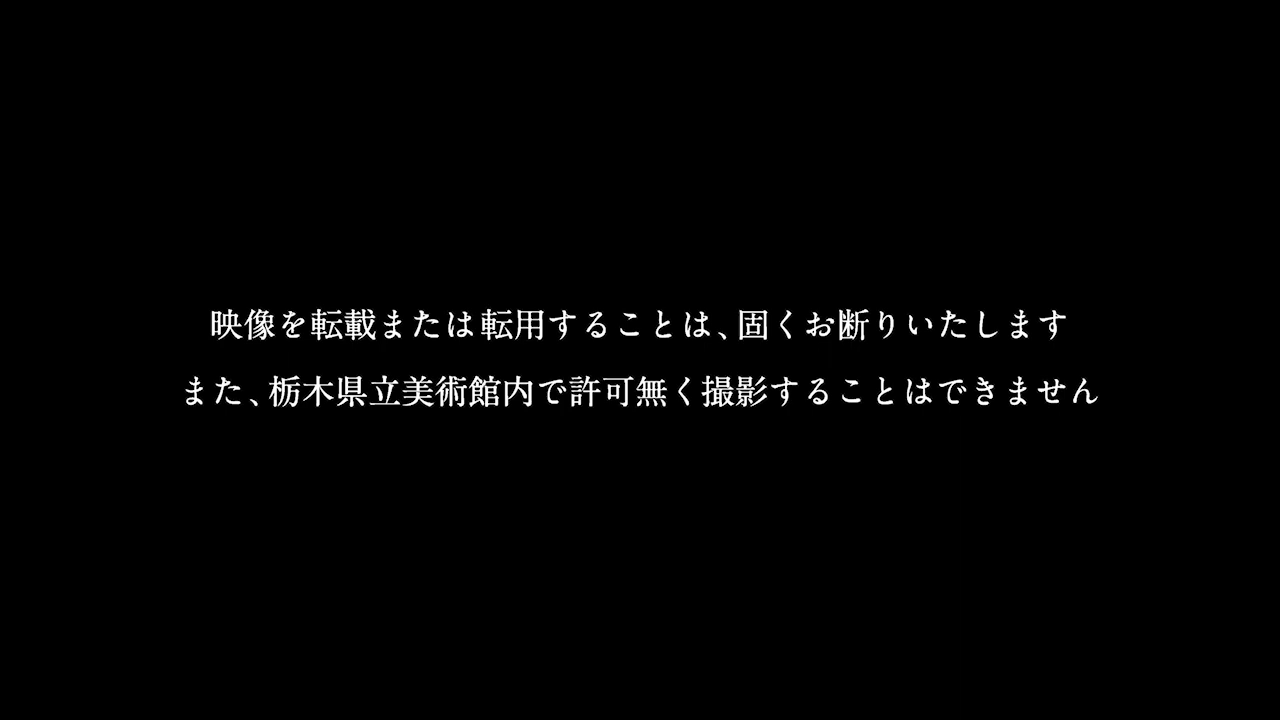 映像を転載または転用することは、固くお断りいたします
また、栃木県立美術館内で許可無く撮影することはできません